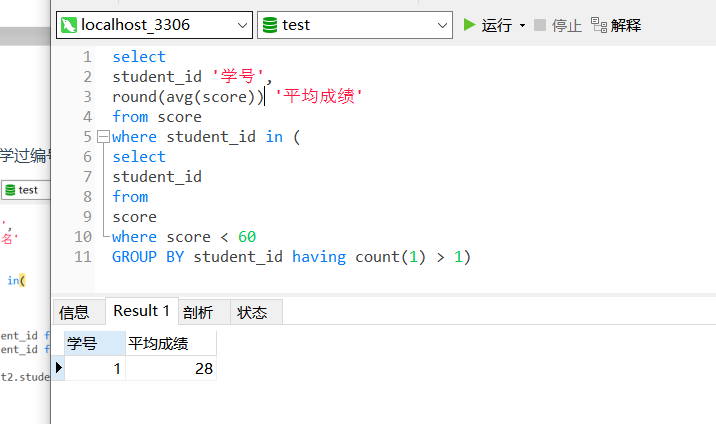 localhost_3306
test
运行
停止
解释
1 select
2 student_id '学号',
3 round(avg(score)) '平均成绩'
4 from score
5 where student_id in (
6 select
7 student_id
8 from
9 score
10 where score < 60
11 GROUP BY student_id having count(1) > 1)
信息
Result 1
剖析
状态
学号 平均成绩
1 28
学过编号
test
',
名'
in(
ent_id f
ent_id f
t2.stude